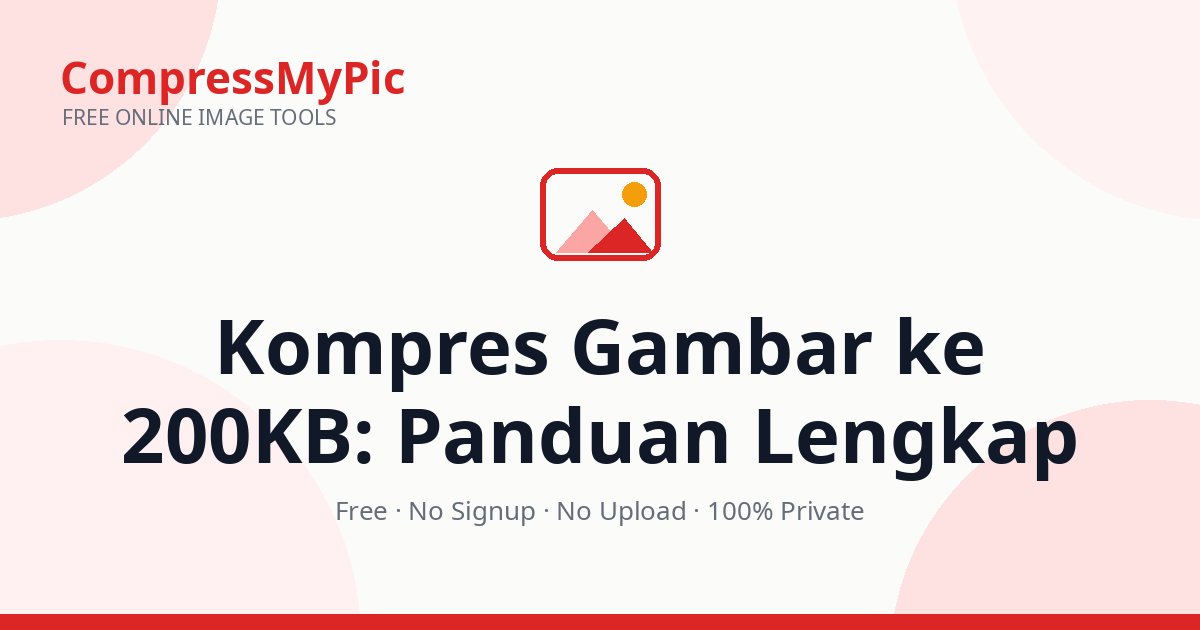 CompressMyPic
FREE ONLINE IMAGE TOOLS
Kompres Gambar ke
200KB: Panduan Lengkap
Free · No Signup · No Upload · 100% Private